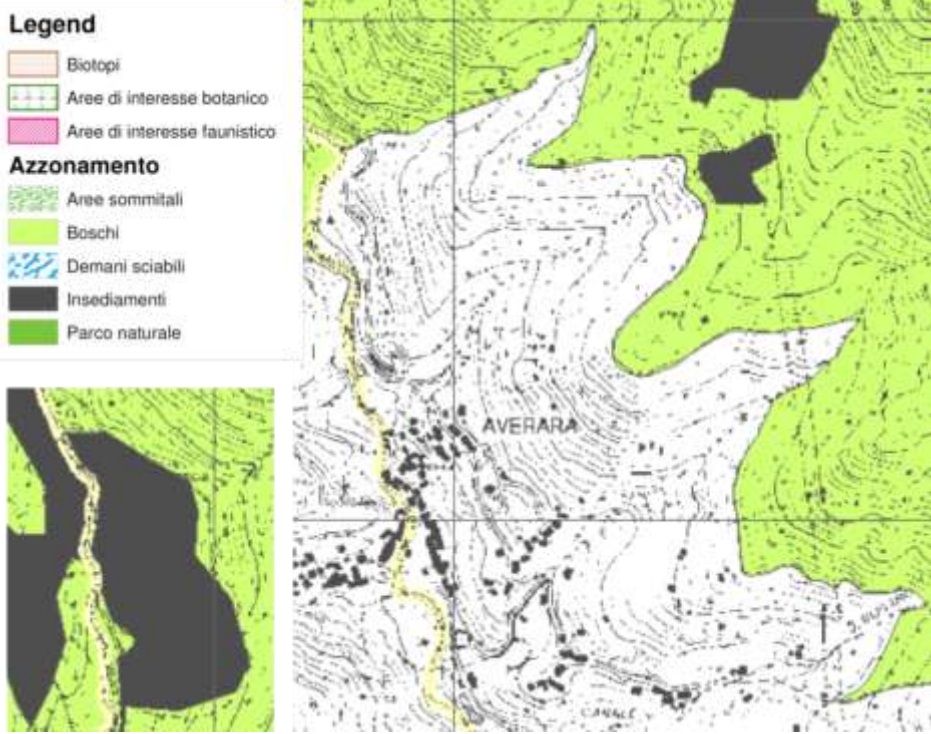 Legend
Biotopi
Aree di interesse botanico
Aree di interesse faunistico
Azzonamento
Aree sommitali
Boschi
Demani sciabili
Insediamenti
Parco naturale
AVERARA
CANALE